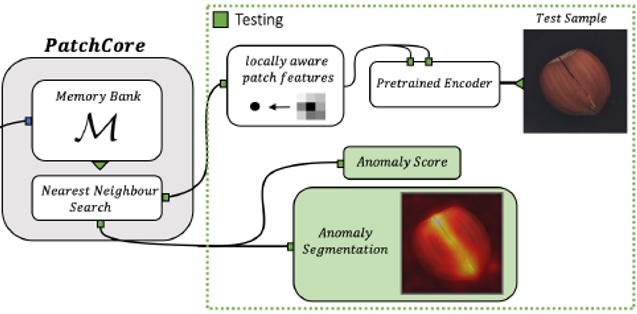 Testing
Test Sample
PatchCore
locally aware
patch features
Pretrained Encoder
Memory Bank
ℳ
Nearest Neighbour
Search
Anomaly Score
Anomaly
Segmentation